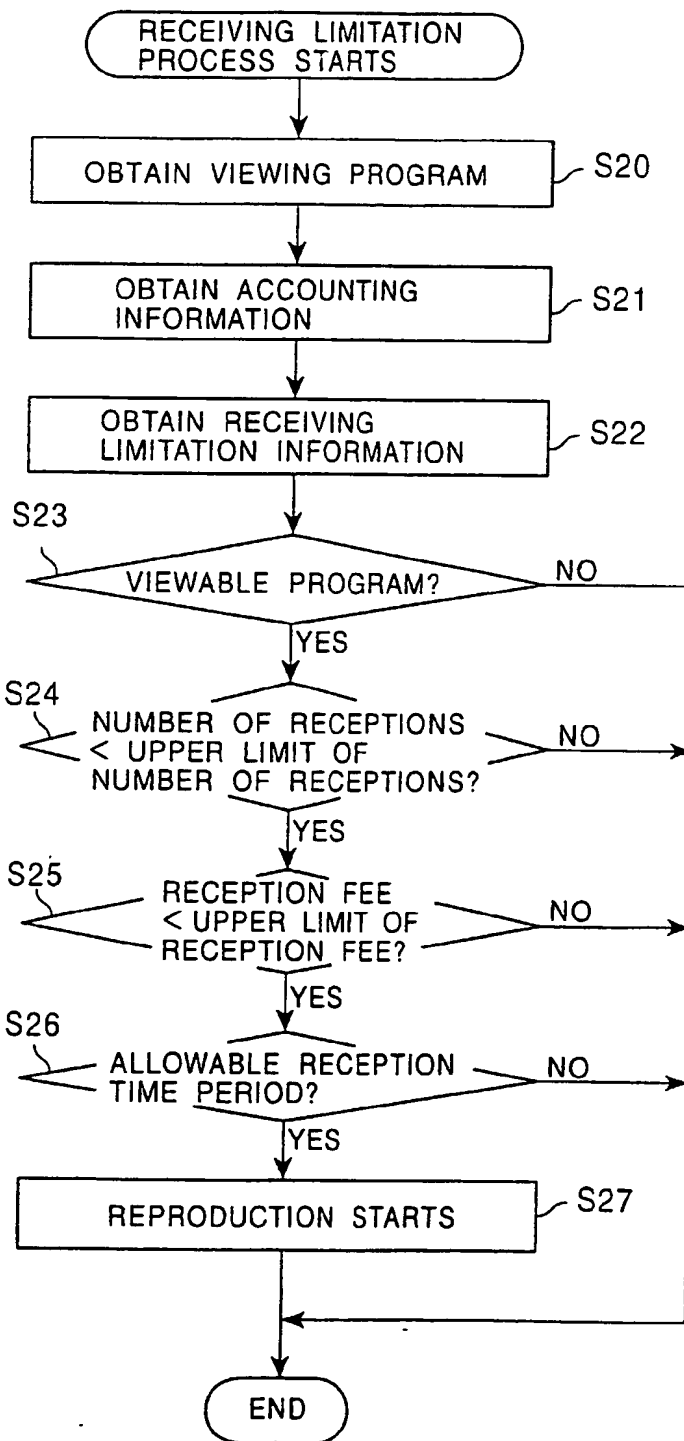 RECEIVING LIMITATION
PROCESS STARTS
OBTAIN VIEWING PROGRAM
S20
OBTAIN ACCOUNTING
INFORMATION
S21
OBTAIN RECEIVING
LIMITATION INFORMATION
S22
S23
VIEWABLE PROGRAM?
NO
YES
S24
NUMBER OF RECEPTIONS
< UPPER LIMIT OF
NUMBER OF RECEPTIONS?
NO
YES
S25
RECEPTION FEE
< UPPER LIMIT OF
RECEPTION FEE?
NO
YES
S26
ALLOWABLE RECEPTION
TIME PERIOD?
NO
YES
REPRODUCTION STARTS
S27
END